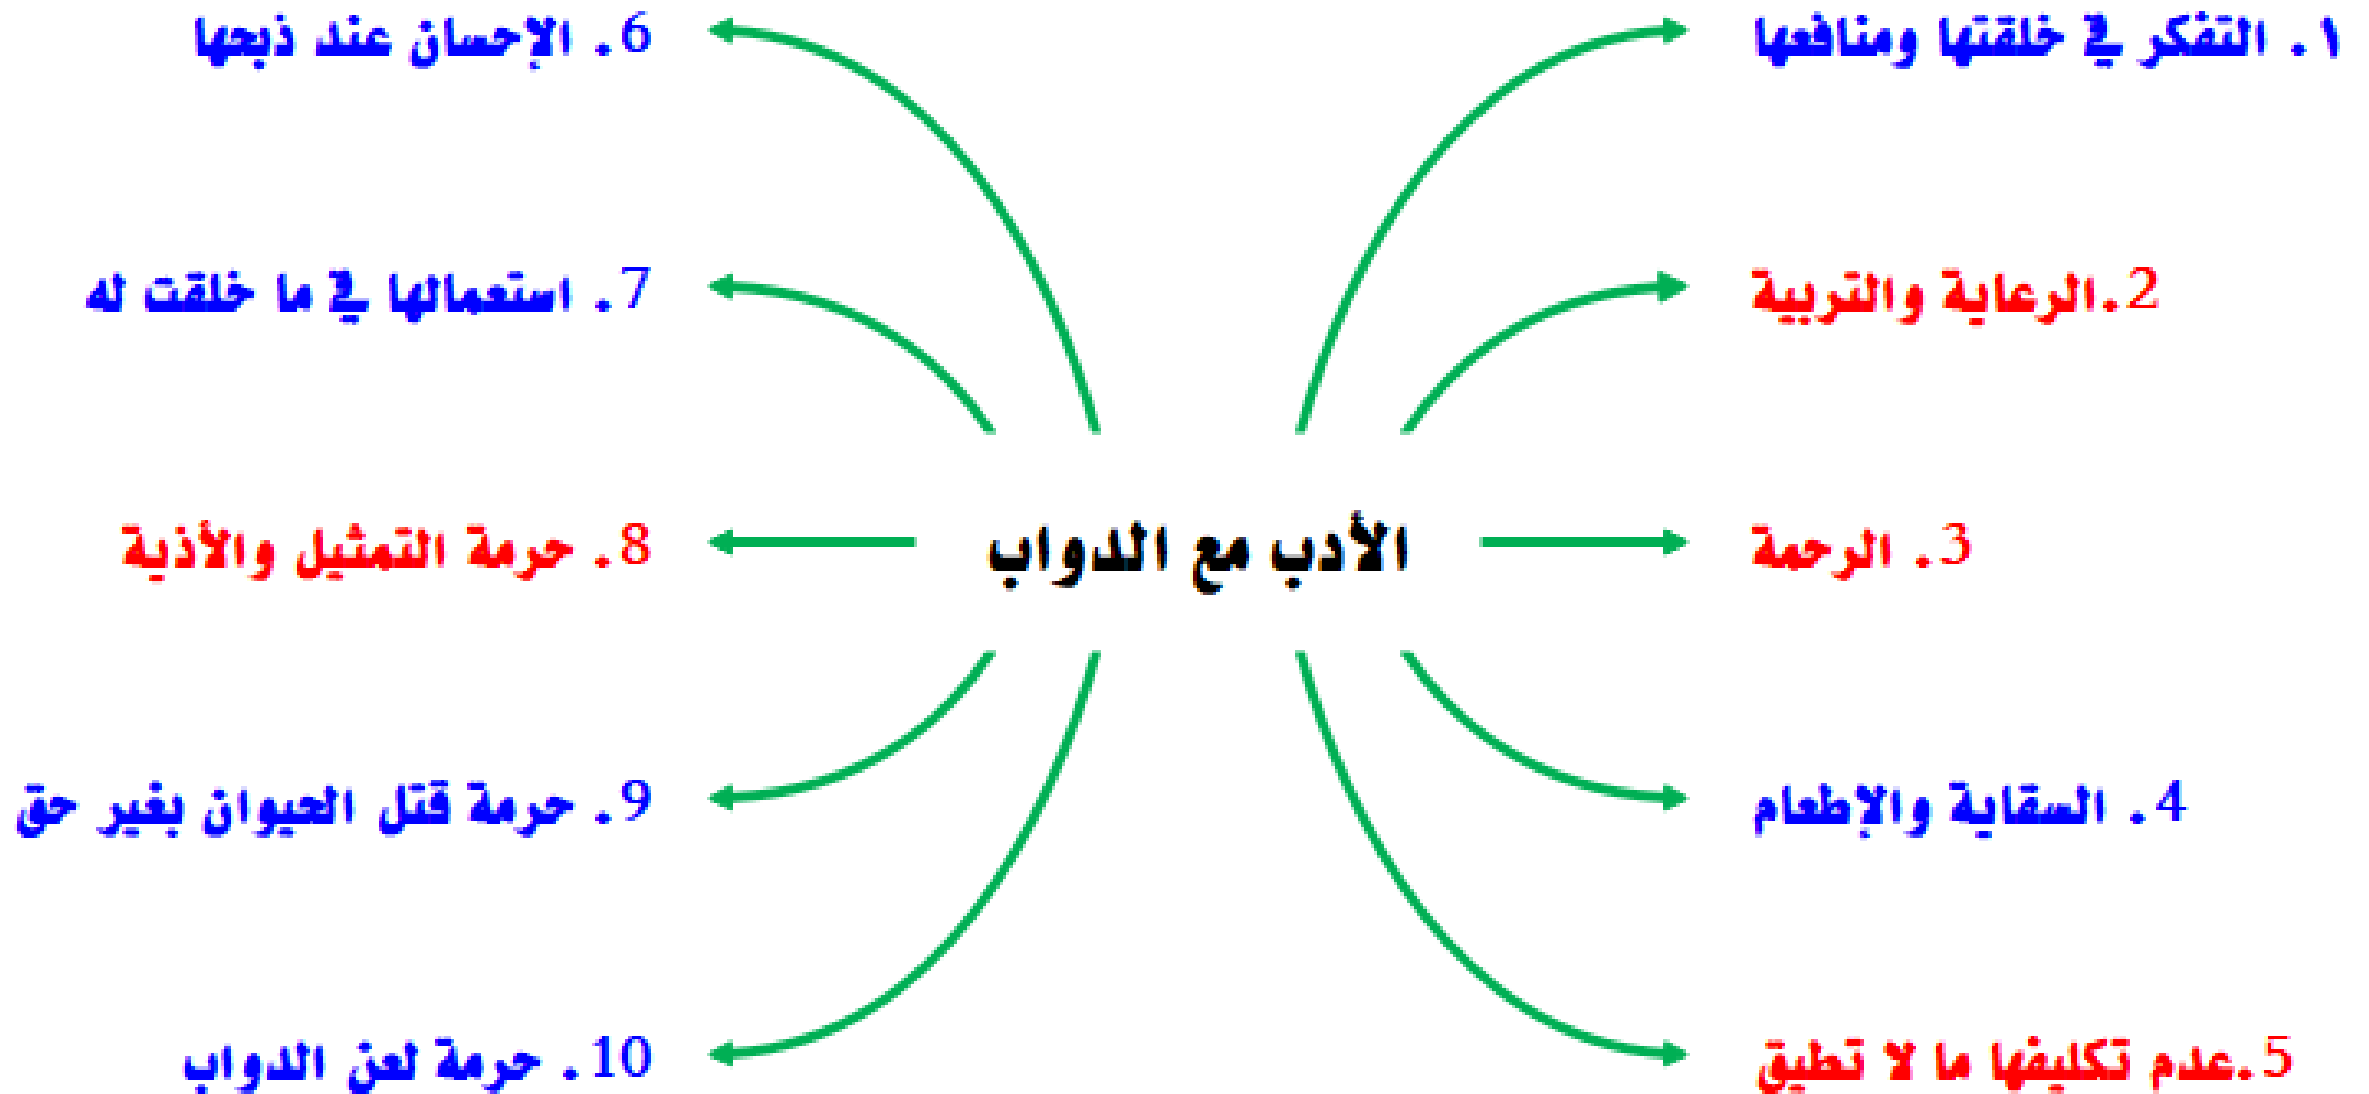 الأدب مع الدواب
١. التفكر في خلقتها ومنافعها
2.الرعاية والتربية
3. الرحمة
4. السقاية والإطعام
5.عدم تكليفها ما لا تطيق
6. الإحسان عند ذبحها
7. استعمالها في ما خلقت له
8. حرمة التمثيل والأذية
9. حرمة قتل الحيوان بغير حق
10. حرمة لعن الدواب